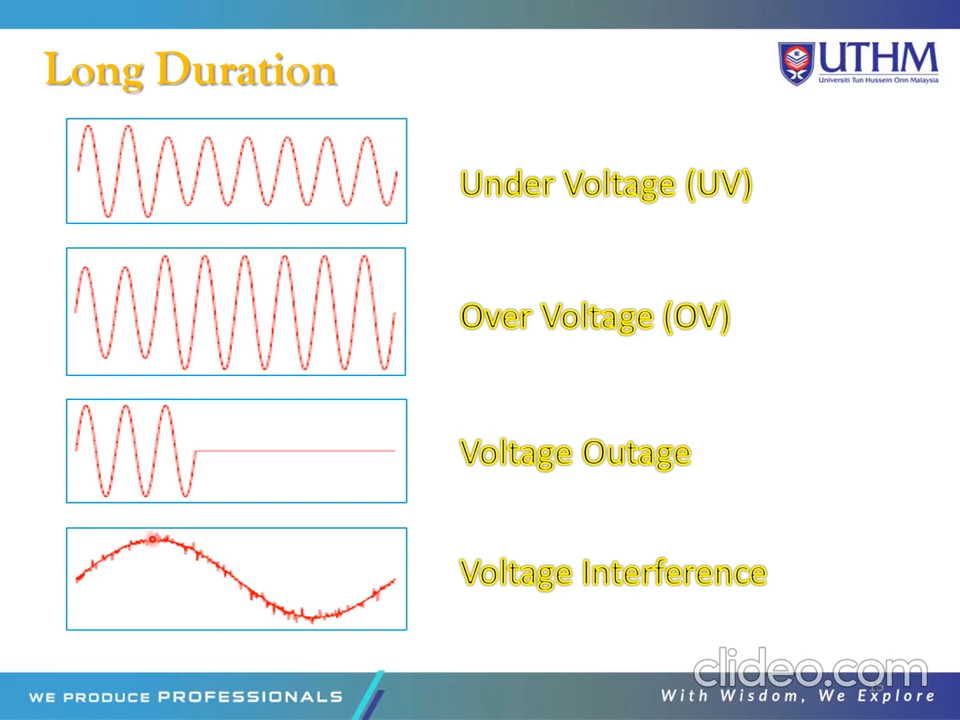 Long Duration
UTHM
Universiti Tun Hussein Onn Malaysia
Under Voltage (UV)
Over Voltage (OV)
Voltage Outage
Voltage Interference
clideo.com
13
WE PRODUCE PROFESSIONALS
With Wisdom, We Explore